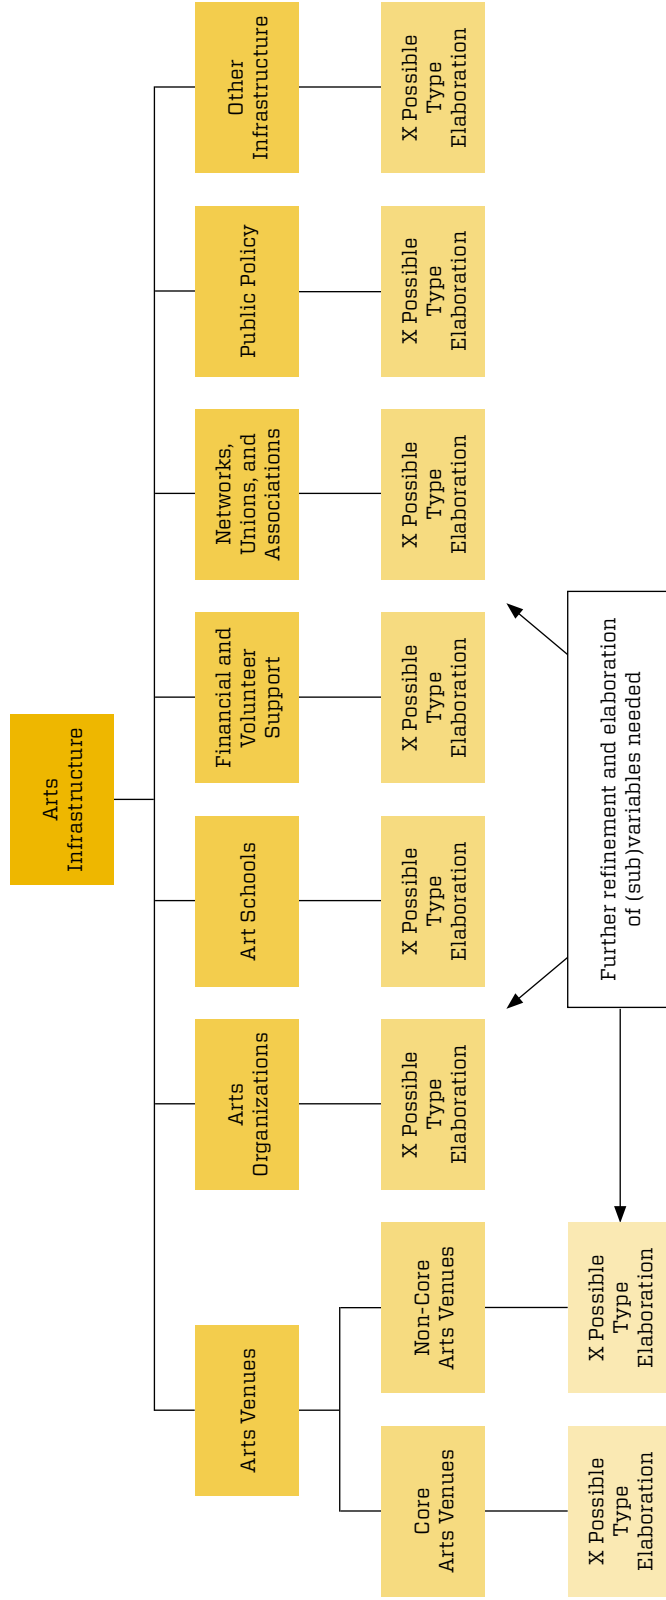 Arts
Infrastructure
Arts Venues
Arts
Organizations
Art Schools
Financial and
Volunteer
Support
Networks,
Unions, and
Associations
Public Policy
Other
Infrastructure
Core
Arts Venues
Non-Core
Arts Venues
X Possible
Type
Elaboration
X Possible
Type
Elaboration
X Possible
Type
Elaboration
X Possible
Type
Elaboration
X Possible
Type
Elaboration
X Possible
Type
Elaboration
X Possible
Type
Elaboration
X Possible
Type
Elaboration
Further refinement and elaboration
of (sub)variables needed